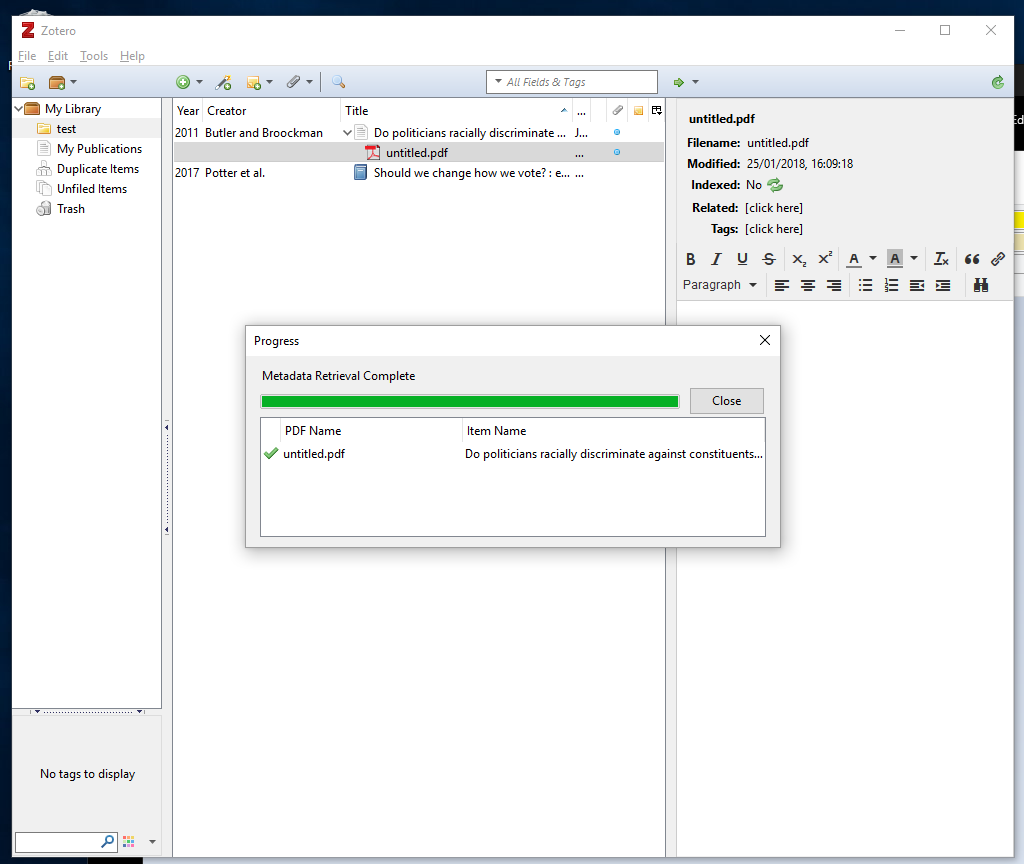 Zotero
File Edit Tools Help
All Fields & Tags
My Library
test
My Publications
Duplicate Items
Unfiled Items
Trash
Year Creator Title ...
2011 Butler and Broockman Do politicians racially discriminate ... J...
untitled.pdf ...
2017 Potter et al. Should we change how we vote? : e... ...
untitled.pdf
Filename: untitled.pdf
Modified: 25/01/2018, 16:09:18
Indexed: No
Related: [click here]
Tags: [click here]
B I U S X₂ X² A A Tx
Paragraph
Progress
Metadata Retrieval Complete
Close
PDF Name Item Name
untitled.pdf Do politicians racially discriminate against constituents...
No tags to display
Ed